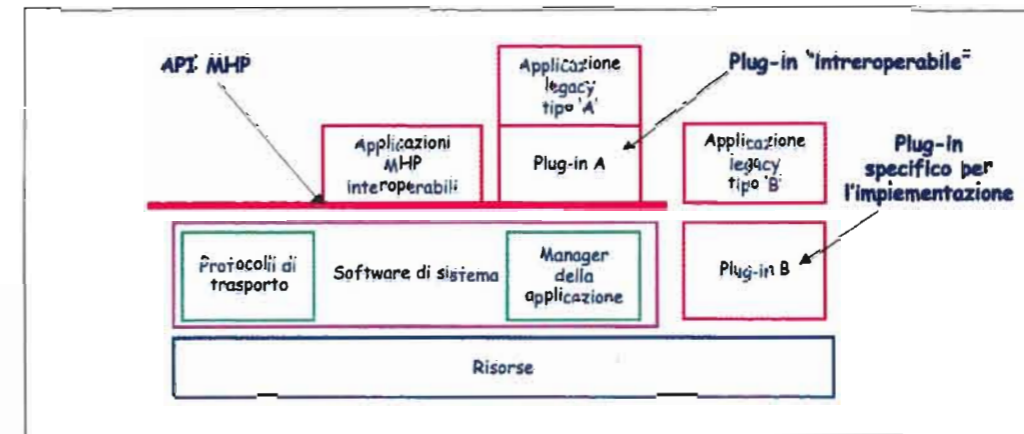 API MHP
Applicazione
legacy
tipo 'A'
Plug-in "intreroperabile"
Applicazioni
MHP
interoperabili
Plug-in A
Applicazione
legacy
tipo 'B'
Plug-in
specifico per
l'implementazione
Protocolli di
trasporto
Software di sistema
Manager
della
applicazione
Plug-in B
Risorse